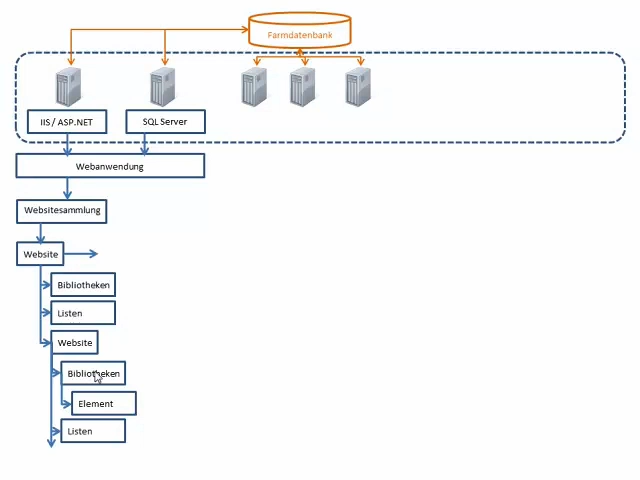 Farmdatenbank
IIS / ASP.NET
SQL Server
Webanwendung
Websitesammlung
Website
Bibliotheken
Listen
Website
Bibliotheken
Element
Listen